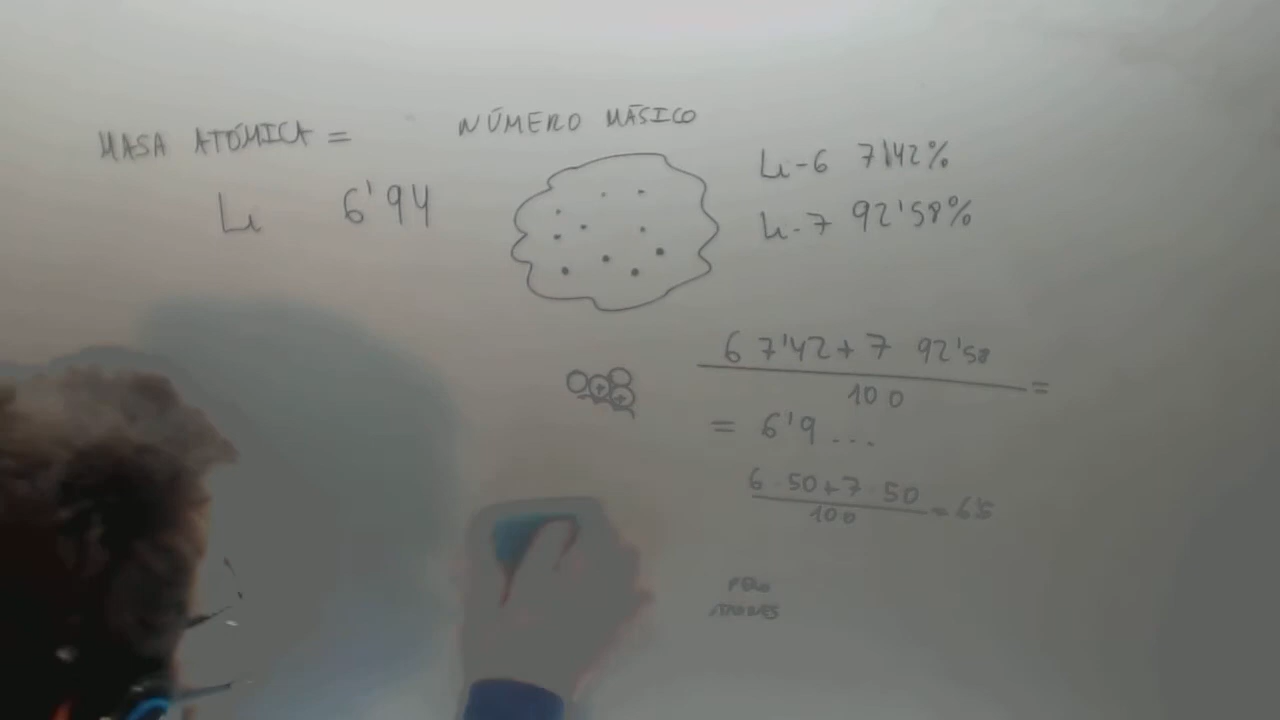 MASA ATÓMICA =
NÚMERO MÁSICO
Li 6'94
Li-6 7'42%
Li-7 92'58%
6 7'42 + 7 92'58
100
=
= 6'9 ...
6 · 50 + 7 · 50
100
= 6'5